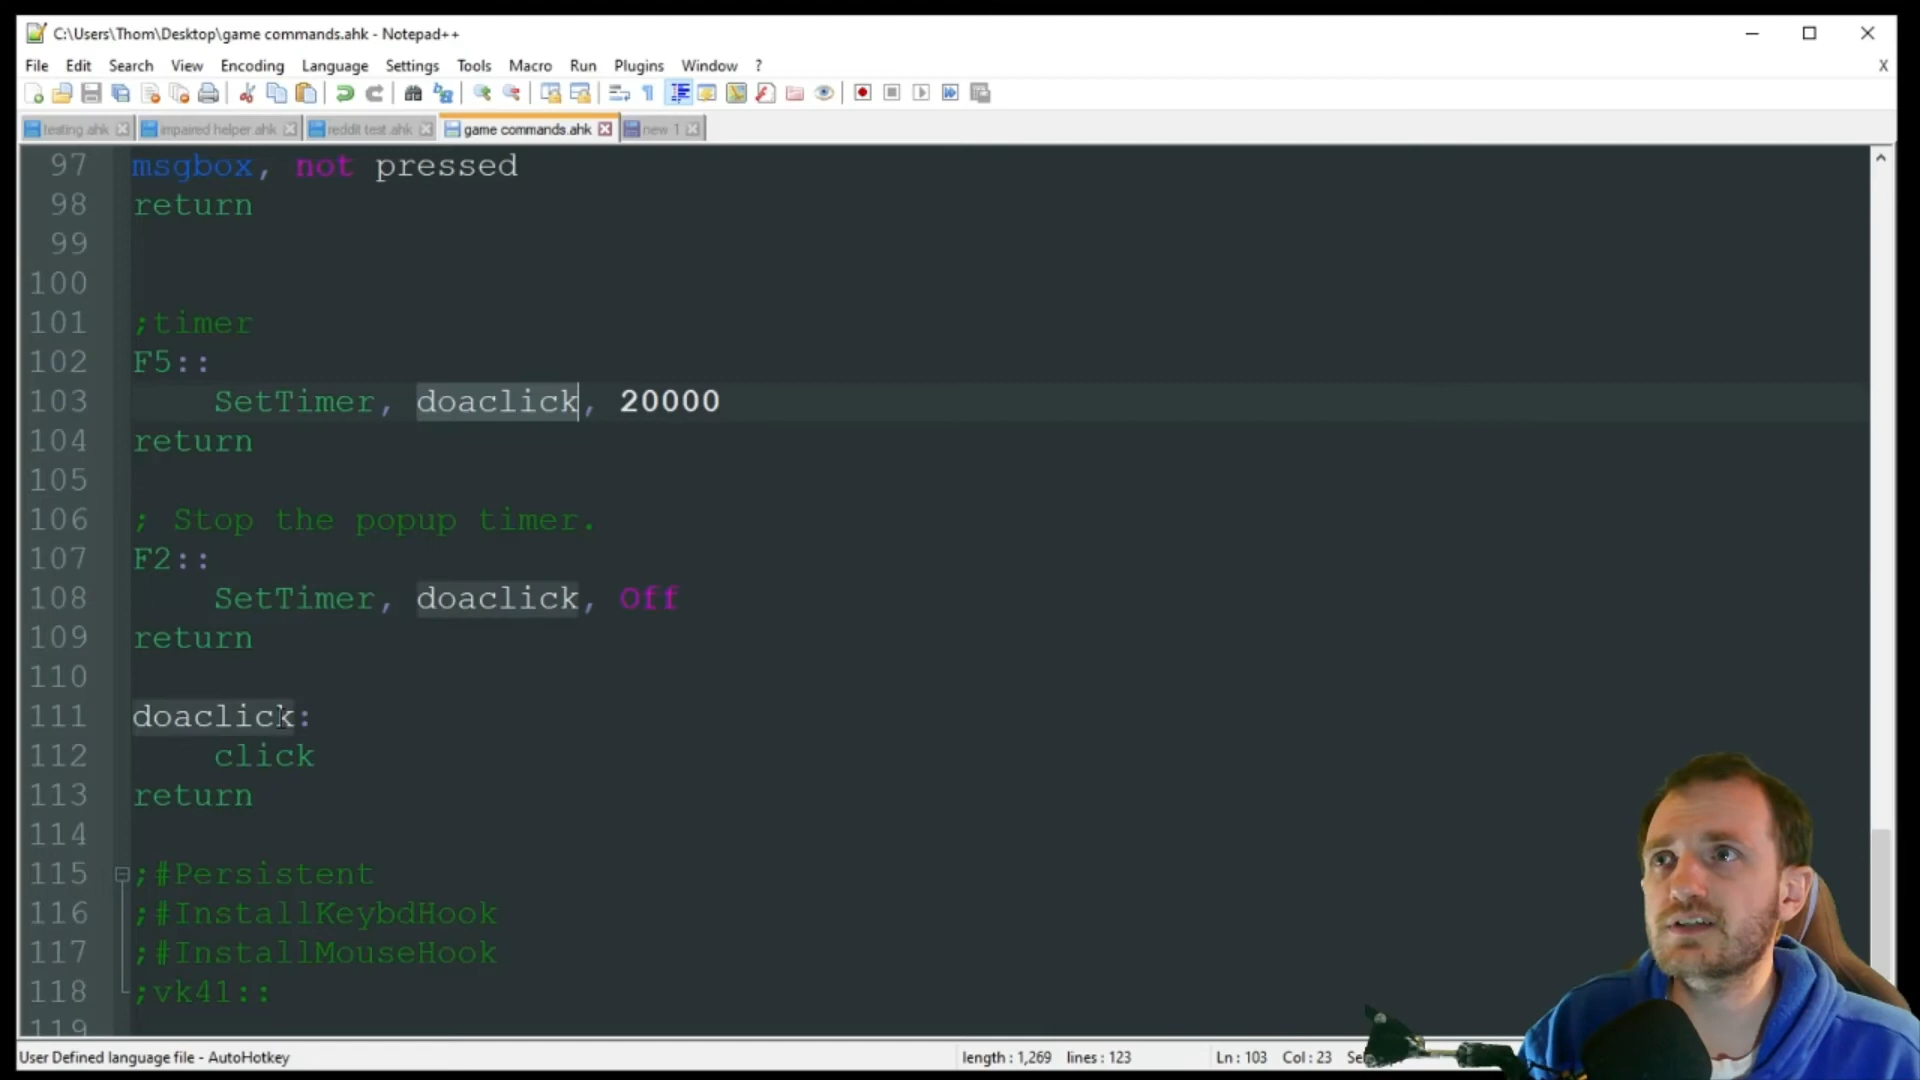 C:\Users\Thom\Desktop\game commands.ahk - Notepad++
File Edit Search View Encoding Language Settings Tools Macro Run Plugins Window ?
X
testing.ahk impaired helper.ahk reddit test.ahk game commands.ahk new 1
97 msgbox, not pressed
98 return
99
100
101 ;timer
102 F5::
103 SetTimer, doaclick, 20000
104 return
105
106 ; Stop the popup timer.
107 F2::
108 SetTimer, doaclick, Off
109 return
110
111 doaclick:
112 click
113 return
114
115 ;#Persistent
116 ;#InstallKeybdHook
117 ;#InstallMouseHook
118 ;vk41::
119
User Defined language file - AutoHotkey length : 1,269 lines : 123 Ln : 103 Col : 23